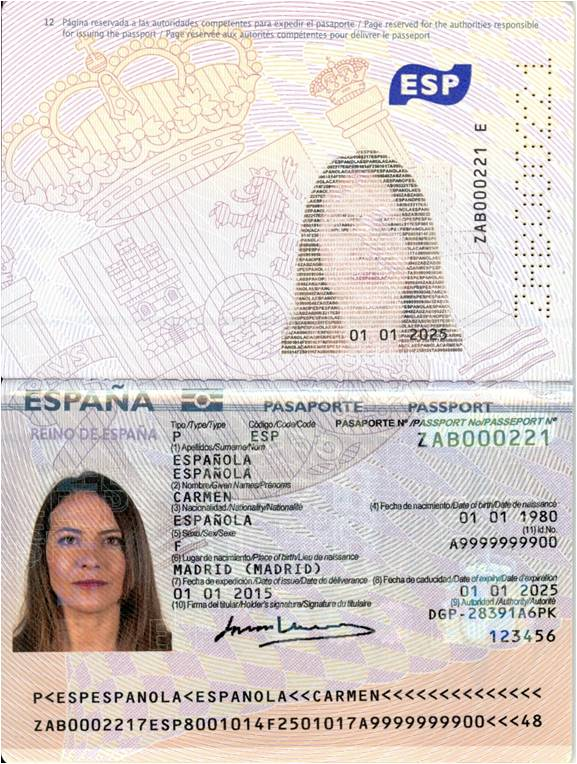 12 Página reservada a las autoridades competentes para expedir el pasaporte / Page reserved for the authorities responsible
for issuing the passport / Page réservée aux autorités compétentes pour délivrer le passeport
ESP
ZAB000221 E
01 01 2025
ESPAÑA
PASAPORTE
PASSPORT
REINO DE ESPAÑA
Tipo/Type/Type
Código/Code/Code
PASAPORTE Nº/PASSPORT No/PASSEPORT Nº
P
ESP
ZAB000221
(1) Apellidos/Surname/Nom
ESPAÑOLA
ESPAÑOLA
(2) Nombre/Given Names/Prénoms
CARMEN
(3) Nacionalidad/Nationality/Nationalité
(4) Fecha de nacimiento/Date of birth/Date de naissance
ESPAÑOLA
01 01 1980
(5) Sexo/Sex/Sexe
(11) Id.No.
F
A9999999900
(6) Lugar de nacimiento/Place of birth/Lieu de naissance
MADRID (MADRID)
(7) Fecha de expedición/Date of issue/Date de délivrance
(8) Fecha de caducidad/Date of expiry/Date d'expiration
01 01 2015
01 01 2025
(10) Firma del titular/Holder's signature/Signature du titulaire
(9) Autoridad/Authority/Autorité
DGP-28391A6PK
123456
P<ESPESPANOLA<ESPANOLA<<CARMEN<<<<<<<<<<<<<<
ZAB0002217ESP8001014F2501017A9999999900<<<48